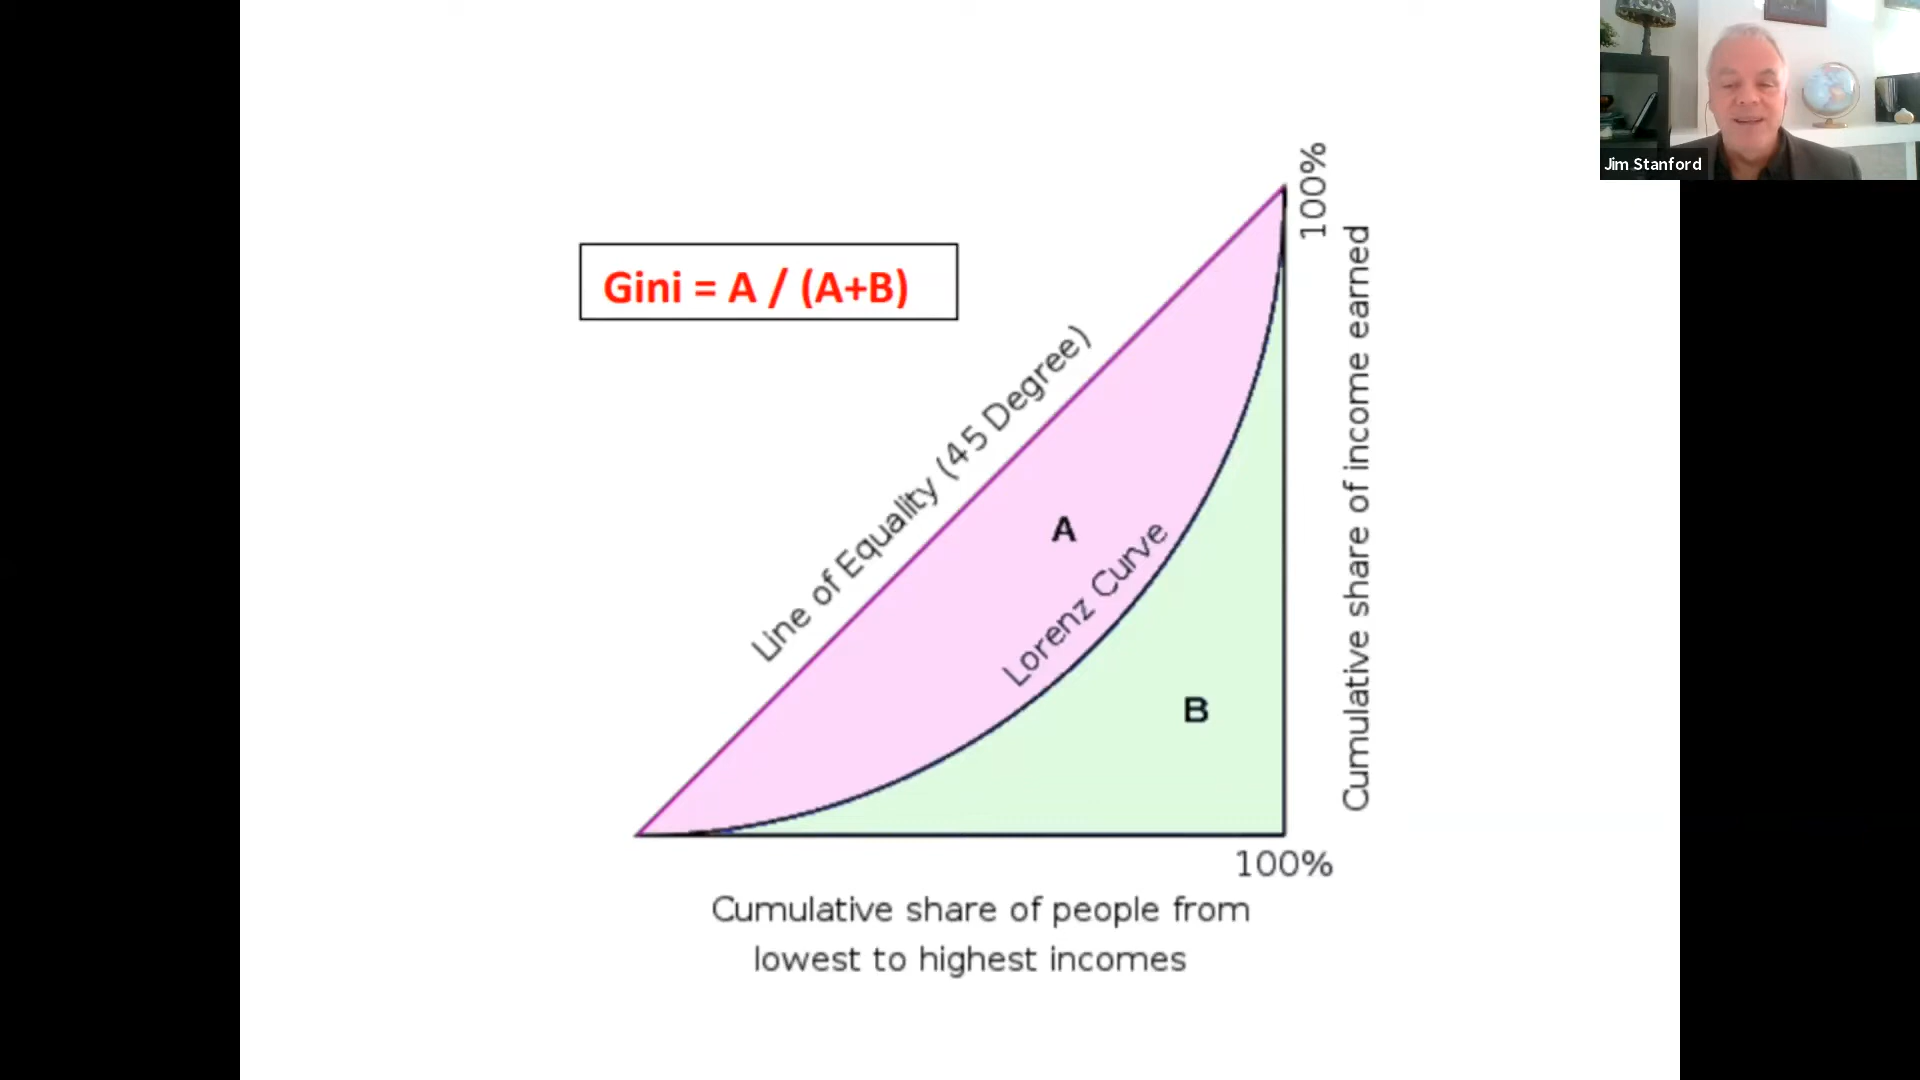 Jim Stanford
Gini = A / (A+B)
100%
Line of Equality (45 Degree)
Cumulative share of income earned
A
Lorenz Curve
B
100%
Cumulative share of people from
lowest to highest incomes